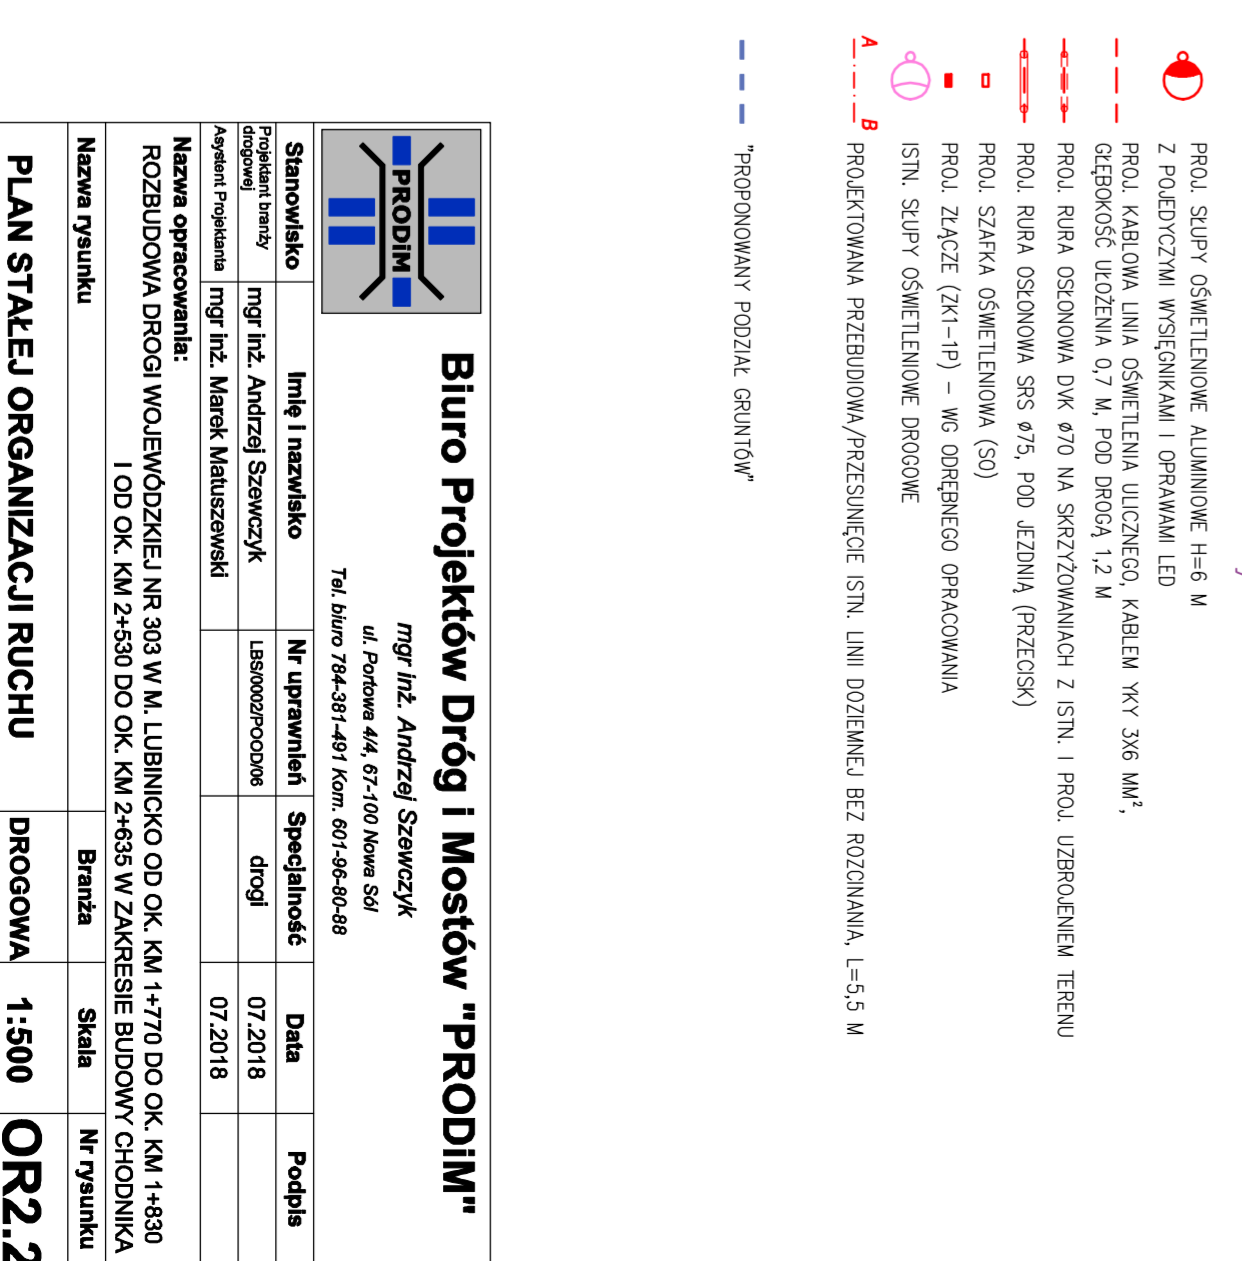 PROJ. SŁUPY OŚWIETLENIOWE ALUMINIOWE H=6 M
Z POJEDYCZYMI WYSIĘGNIKAMI I OPRAWAMI LED
PROJ. KABLOWA LINIA OŚWIETLENIA ULICZNEGO, KABLEM YKY 3X6 MM²,
GŁĘBOKOŚĆ UŁOŻENIA 0,7 M, POD DROGĄ 1,2 M
PROJ. RURA OSŁONOWA DVK ø70 NA SKRZYŻOWANIACH Z ISTN. I PROJ. UZBROJENIEM TERENU
PROJ. RURA OSŁONOWA SRS ø75, POD JEZDNIĄ (PRZECISK)
PROJ. SZAFKA OŚWIETLENIOWA (SO)
PROJ. ZŁĄCZE (ZK1-1P) – WG ODRĘBNEGO OPRACOWANIA
ISTN. SŁUPY OŚWIETLENIOWE DROGOWE
A B
PROJEKTOWANA PRZEBUDIOWA/PRZESUNIĘCIE ISTN. LINII DOZIEMNEJ BEZ ROZCINANIA, L=5,5 M
"PROPONOWANY PODZIAŁ GRUNTÓW"
PRODiM
Biuro Projektów Dróg i Mostów "PRODiM"
mgr inż. Andrzej Szewczyk
ul. Portowa 4/4, 67-100 Nowa Sól
Tel. biuro 784-381-491 Kom. 601-96-80-88
Stanowisko Imię i nazwisko Nr uprawnień Specjalność Data Podpis
Projektant branży
drogowej
mgr inż. Andrzej Szewczyk LBS/0002/POOD/06 drogi 07.2018
Asystent Projektanta mgr inż. Marek Matuszewski 07.2018
Nazwa opracowania:
ROZBUDOWA DROGI WOJEWÓDZKIEJ NR 303 W M. LUBINICKO OD OK. KM 1+770 DO OK. KM 1+830
I OD OK. KM 2+530 DO OK. KM 2+635 W ZAKRESIE BUDOWY CHODNIKA
Nazwa rysunku Branża Skala Nr rysunku
PLAN STAŁEJ ORGANIZACJI RUCHU DROGOWA 1:500 OR2.2